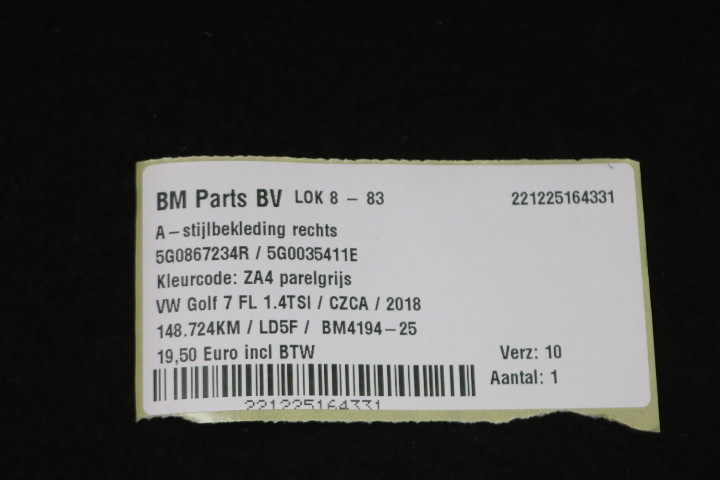 BM Parts BV LOK 8 - 83 221225164331
A-stijlbekleding rechts
5G0867234R / 5G0035411E
Kleurcode: ZA4 parelgrijs
VW Golf 7 FL 1.4TSI / CZCA / 2018
148.724KM / LD5F / BM4194-25
19,50 Euro incl BTW Verz: 10
Aantal: 1
221225164331